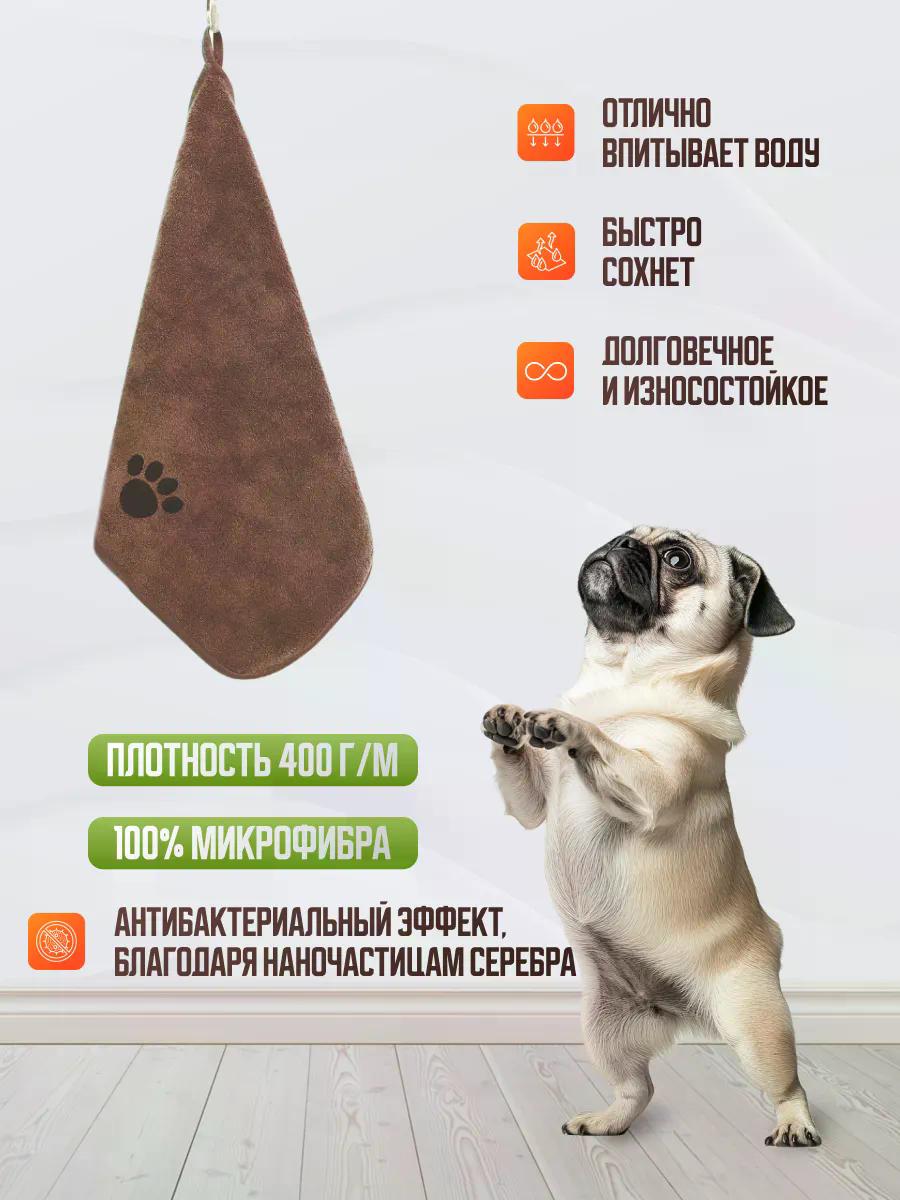 ОТЛИЧНО
ВПИТЫВАЕТ ВОДУ
БЫСТРО
СОХНЕТ
ДОЛГОВЕЧНОЕ
И ИЗНОСОСТОЙКОЕ
ПЛОТНОСТЬ 400 Г/М
100% МИКРОФИБРА
АНТИБАКТЕРИАЛЬНЫЙ ЭФФЕКТ,
БЛАГОДАРЯ НАНОЧАСТИЦАМ СЕРЕБРА